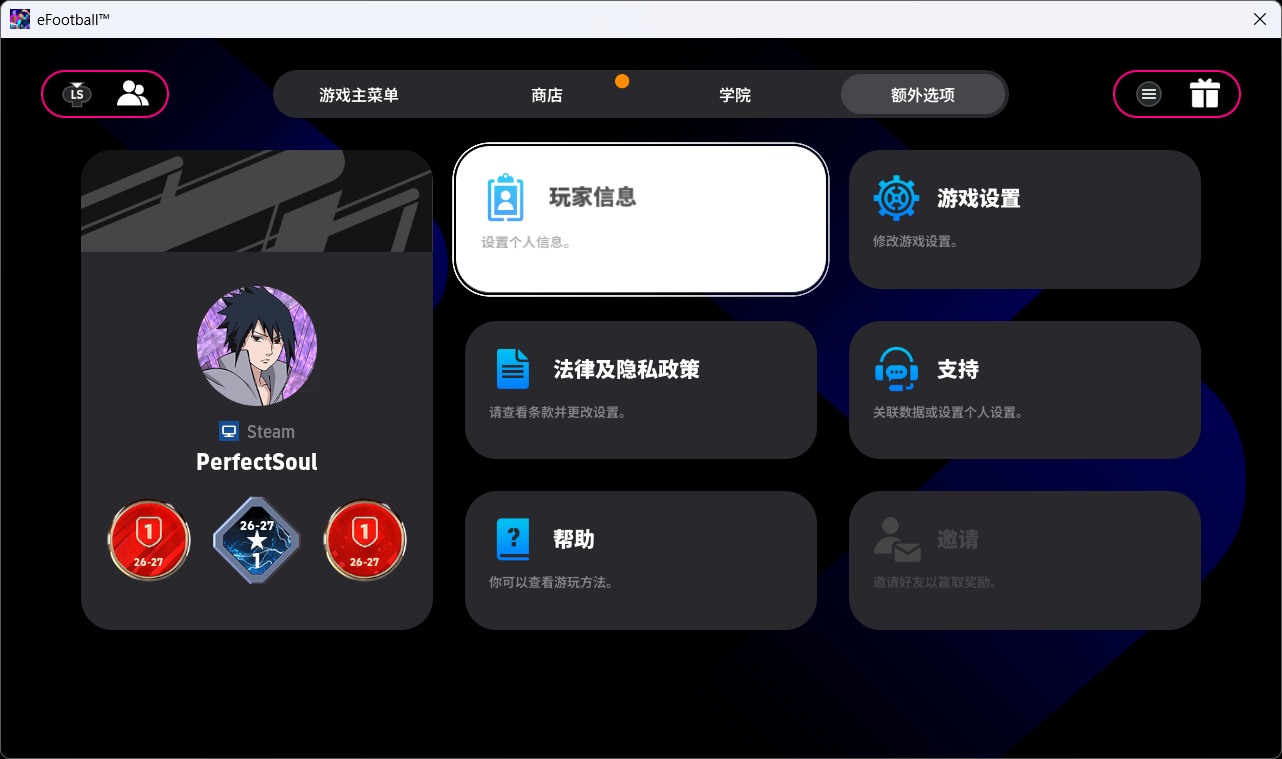 eFootball™
LS
游戏主菜单
商店
学院
额外选项
玩家信息
设置个人信息。
游戏设置
修改游戏设置。
Steam
PerfectSoul
1
26-27
26-27
1
1
26-27
法律及隐私政策
请查看条款并更改设置。
支持
关联数据或设置个人设置。
帮助
你可以查看游玩方法。
邀请
邀请好友以赢取奖励。